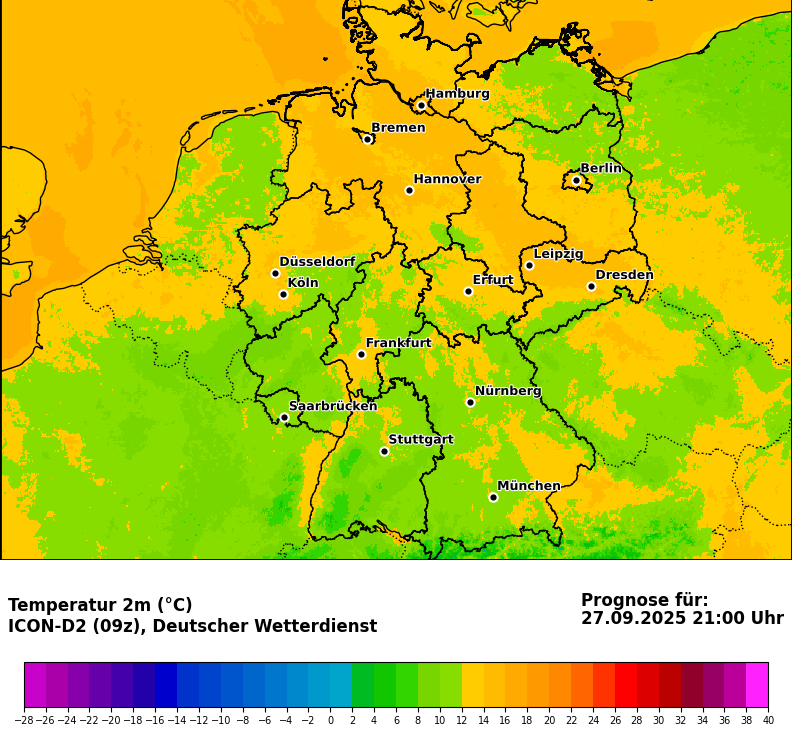 Hamburg
Bremen
Berlin
Hannover
Leipzig
Düsseldorf
Dresden
Köln
Erfurt
Frankfurt
Nürnberg
Saarbrücken
Stuttgart
München
Temperatur 2m (°C)
ICON-D2 (09z), Deutscher Wetterdienst
Prognose für:
27.09.2025 21:00 Uhr
−28 −26 −24 −22 −20 −18 −16 −14 −12 −10 −8 −6 −4 −2 0 2 4 6 8 10 12 14 16 18 20 22 24 26 28 30 32 34 36 38 40